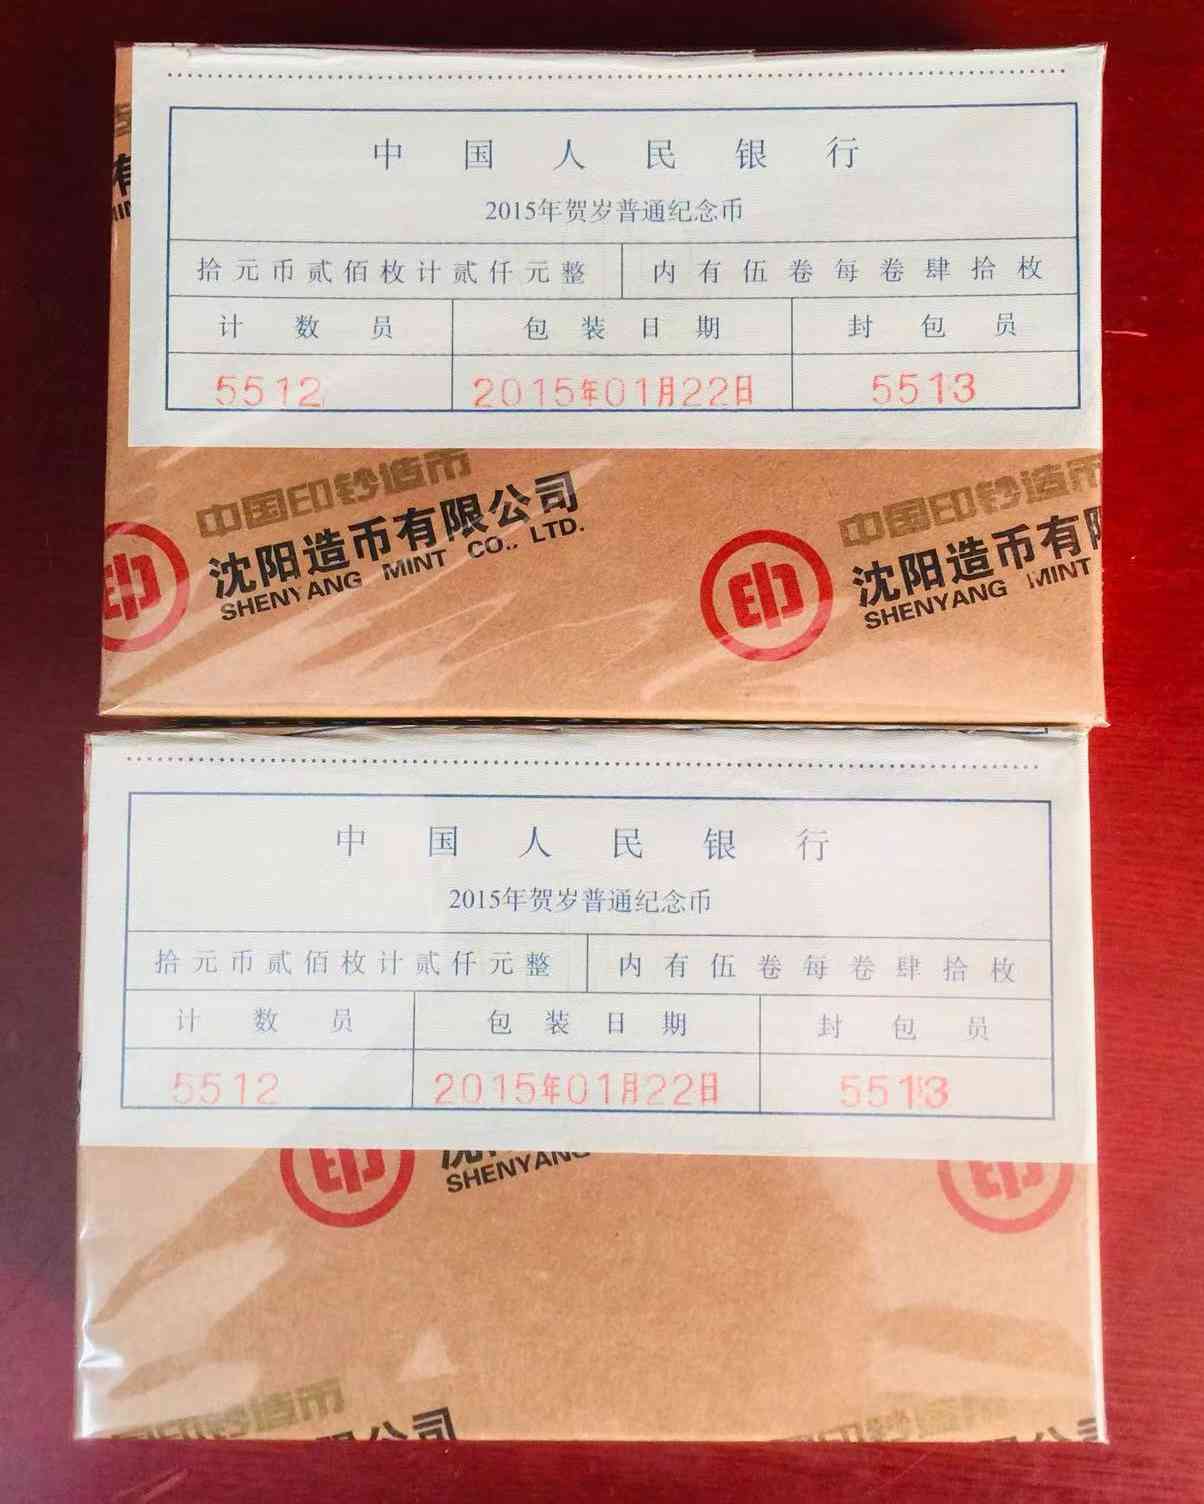 中国人民银行
2015年贺岁普通纪念币
拾元币贰佰枚计贰仟元整 内有伍卷每卷肆拾枚
计数员 包装日期 封包员
5512 2015年01月22日 5513
中国印钞造币
沈阳造币有限公司
SHENYANG MINT CO., LTD.
中国印钞造币
沈阳造币有限
SHENYANG MINT
中国人民银行
2015年贺岁普通纪念币
拾元币贰佰枚计贰仟元整 内有伍卷每卷肆拾枚
计数员 包装日期 封包员
5512 2015年01月22日 5513
SHENYANG
印钞造币
公司